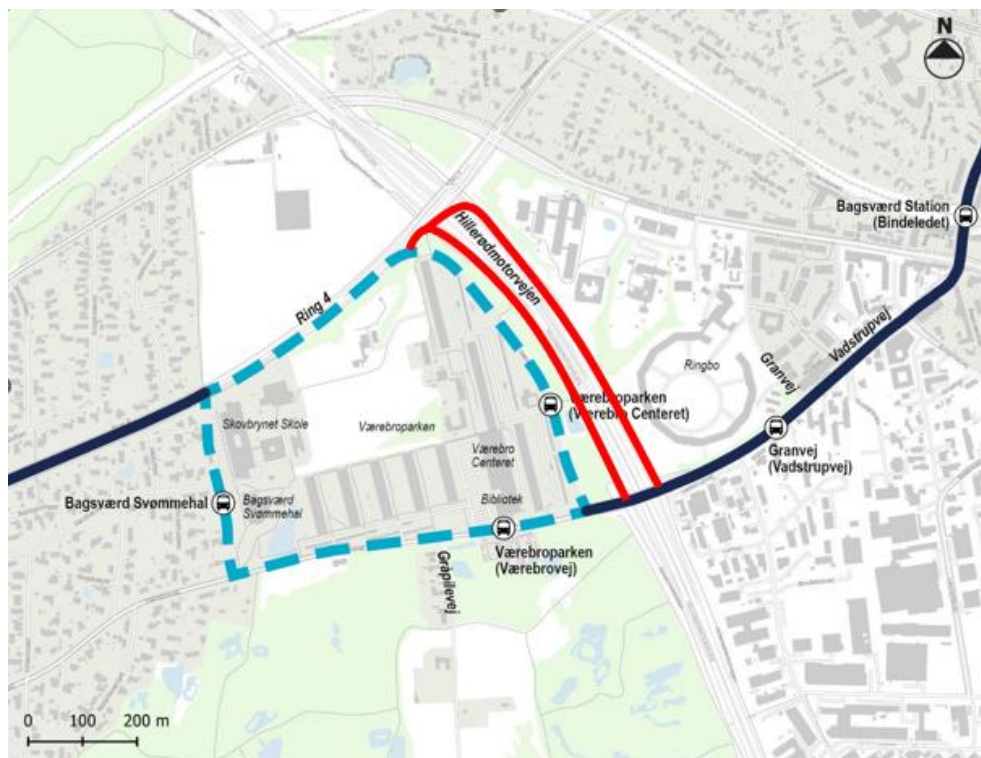 N
Bagsværd Station
(Bindeledet)
Hillerødmotorvejen
Ring 4
Vadstrupvej
Granvej
Ringbo
Værebroparken
(Værebro Centeret)
Skovbrynet Skole
Værebroparken
Værebro
Centeret
Granvej
(Vadstrupvej)
Bagsværd Svømmehal
Bagsværd
Svømmehal
Bibliotek
Værebroparken
(Værebrovej)
Gråpilevej
0 100 200 m